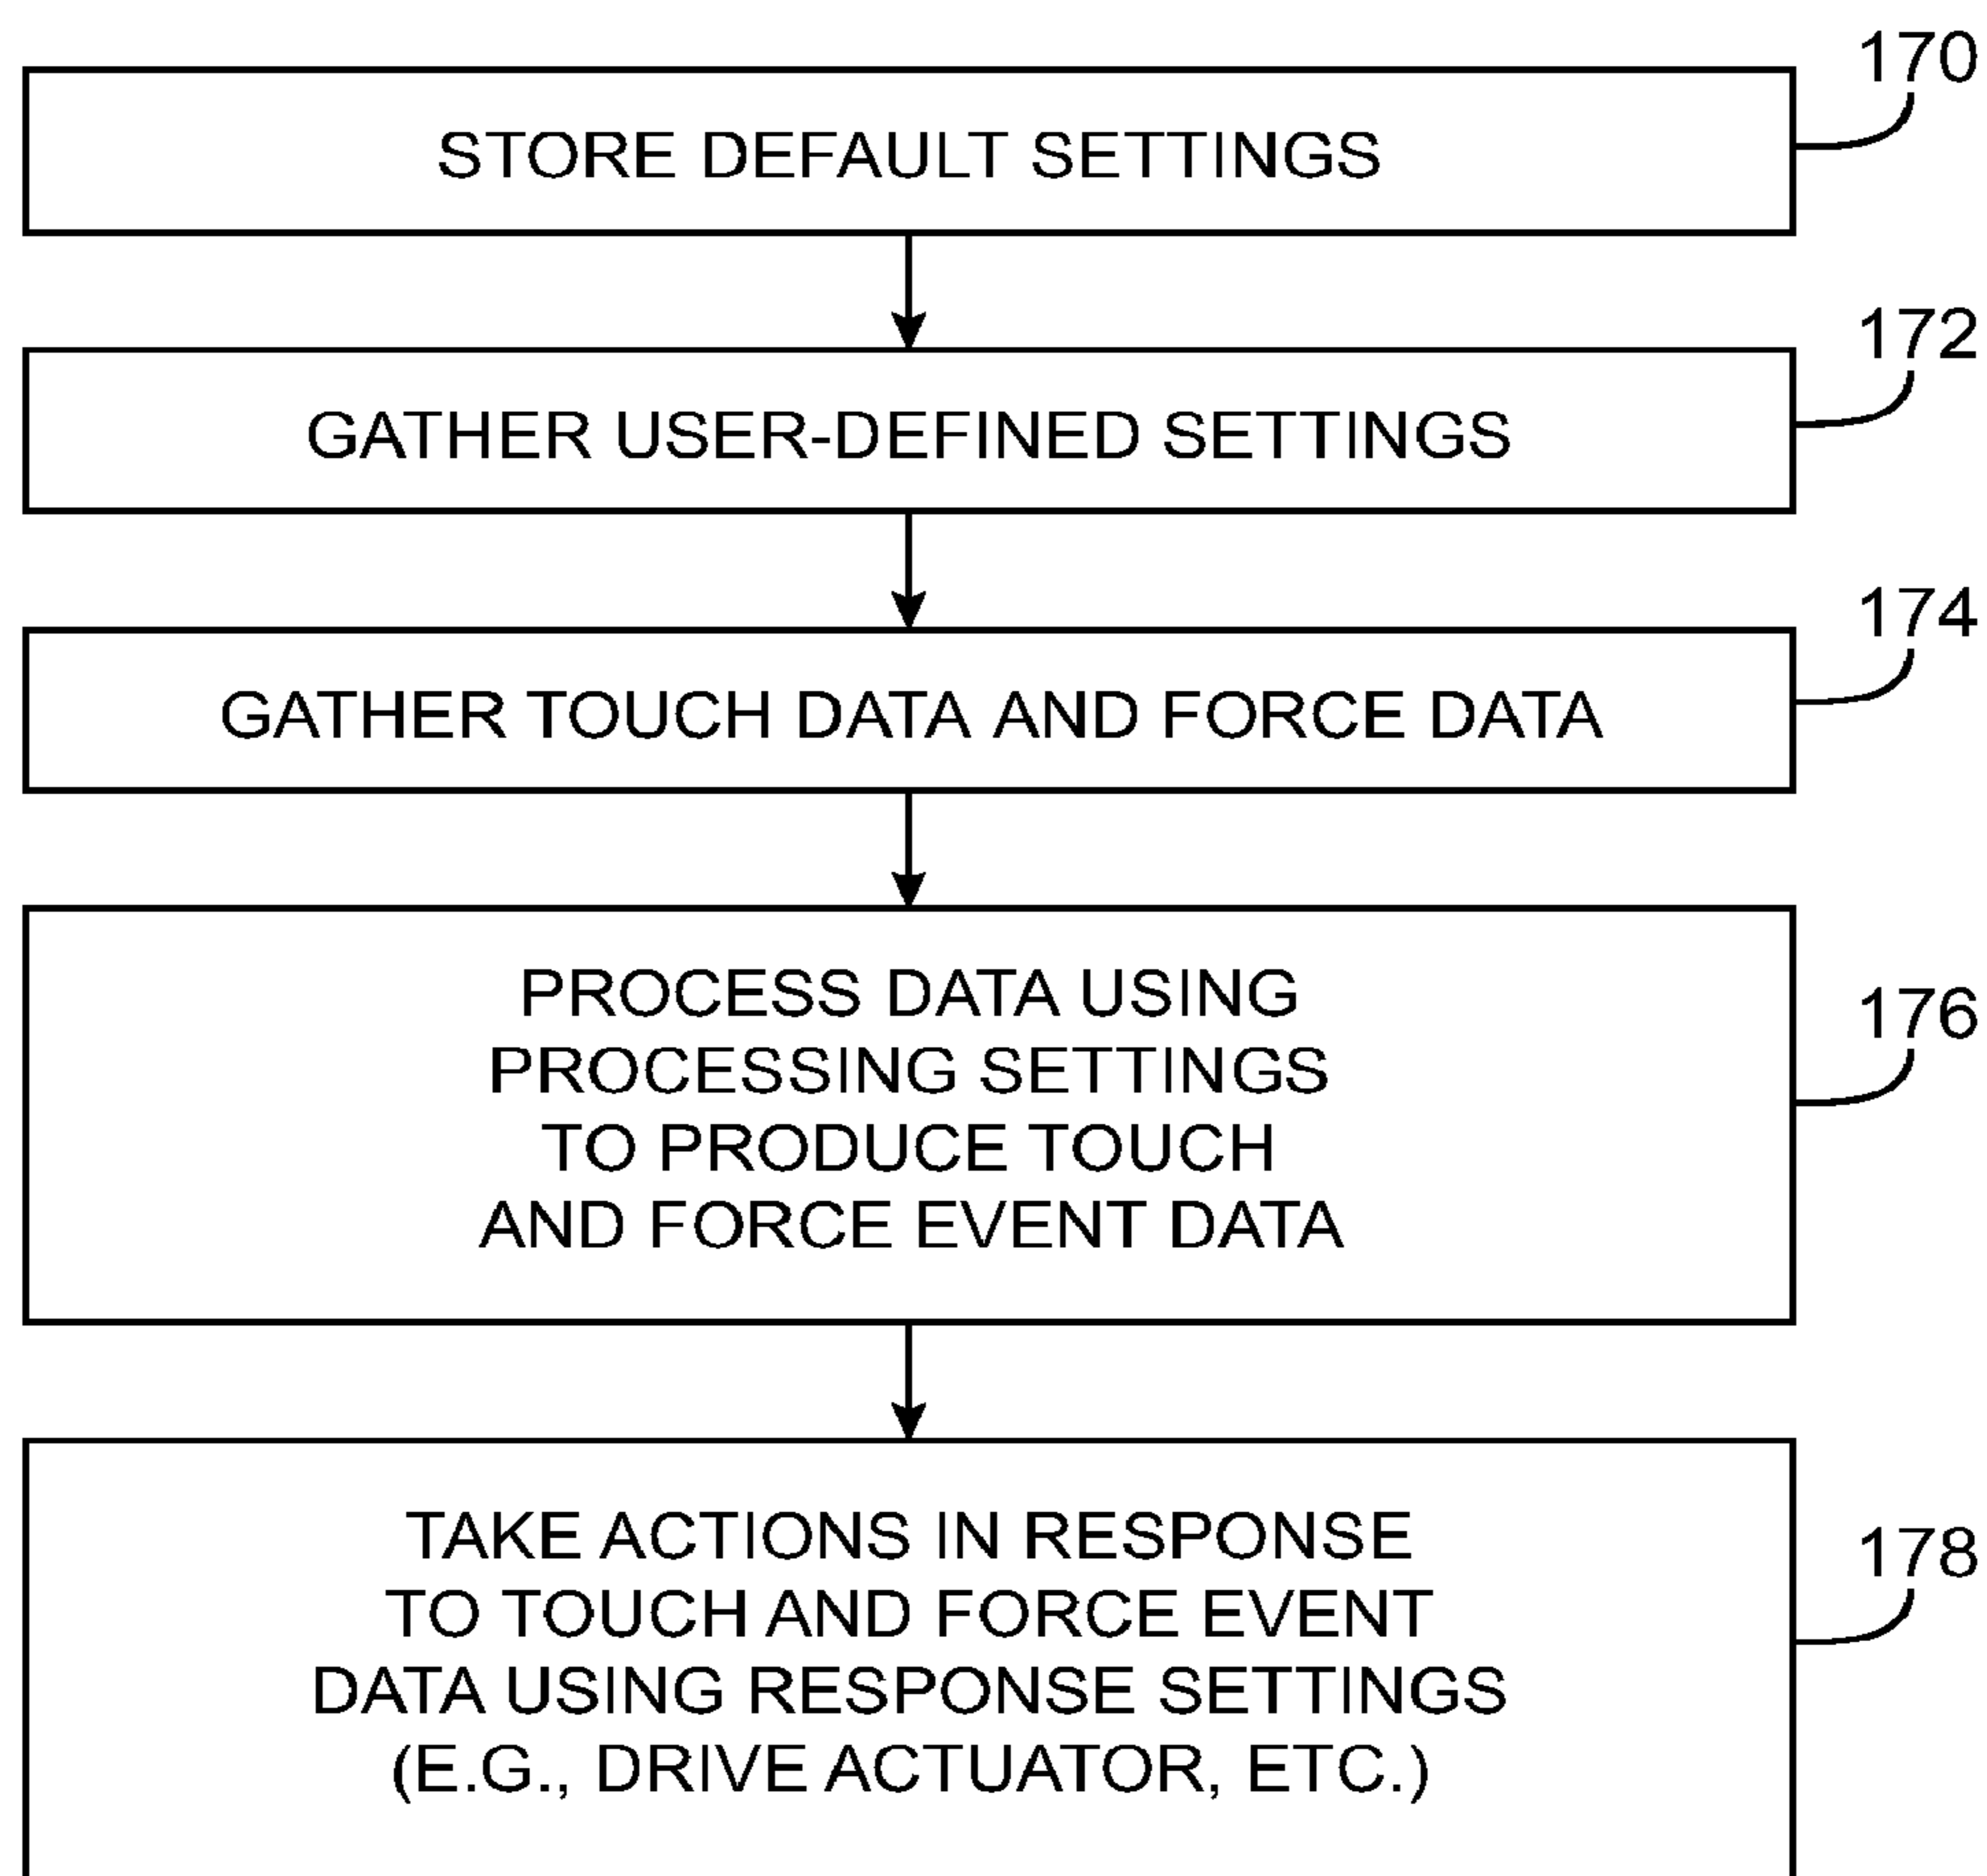 170
STORE DEFAULT SETTINGS
172
GATHER USER-DEFINED SETTINGS
174
GATHER TOUCH DATA AND FORCE DATA
176
PROCESS DATA USING
PROCESSING SETTINGS
TO PRODUCE TOUCH
AND FORCE EVENT DATA
178
TAKE ACTIONS IN RESPONSE
TO TOUCH AND FORCE EVENT
DATA USING RESPONSE SETTINGS
(E.G., DRIVE ACTUATOR, ETC.)